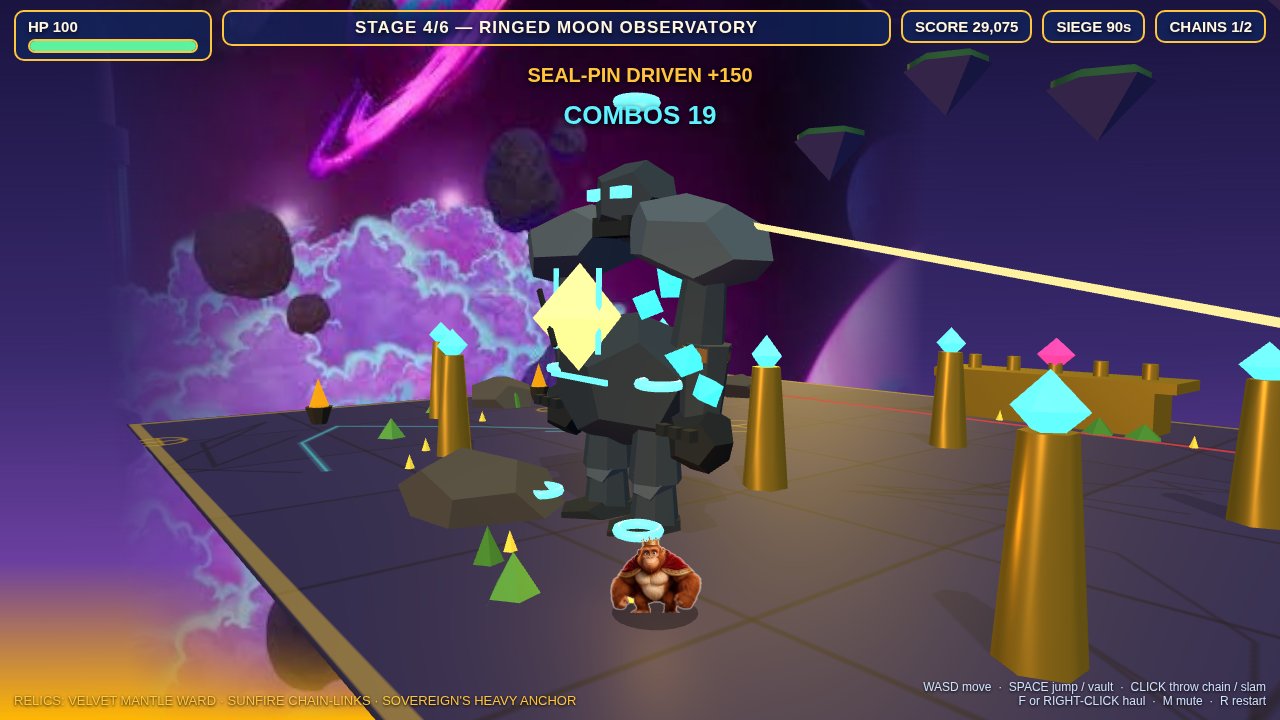 HP 100
STAGE 4/6 — RINGED MOON OBSERVATORY
SCORE 29,075
SIEGE 90s
CHAINS 1/2
SEAL-PIN DRIVEN +150
COMBOS 19
RELICS: VELVET MANTLE WARD · SUNFIRE CHAIN-LINKS · SOVEREIGN'S HEAVY ANCHOR
WASD move · SPACE jump / vault · CLICK throw chain / slam
F or RIGHT-CLICK haul · M mute · R restart